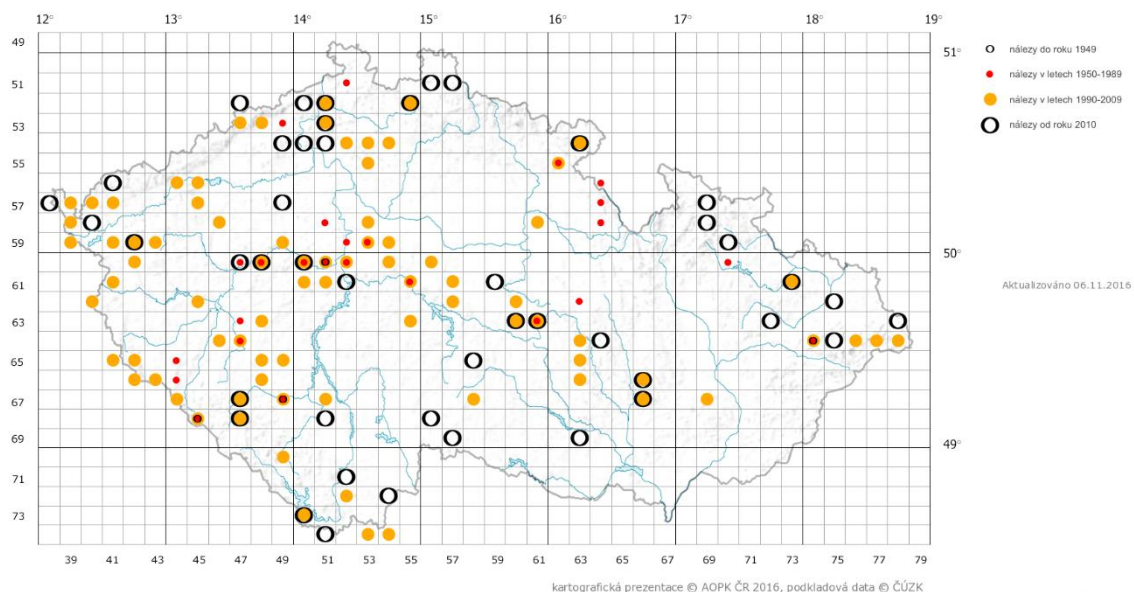 12° 13° 14° 15° 16° 17° 18° 19°
49
51°
nálezy do roku 1949
51
nálezy v letech 1950-1989
nálezy v letech 1990-2009
53
nálezy od roku 2010
55
57
59
50°
61
Aktualizováno 06.11.2016
63
65
67
69
49°
71
73
39 41 43 45 47 49 51 53 55 57 59 61 63 65 67 69 71 73 75 77 79
kartografická prezentace © AOPK ČR 2016, podkladová data © ČÚZK